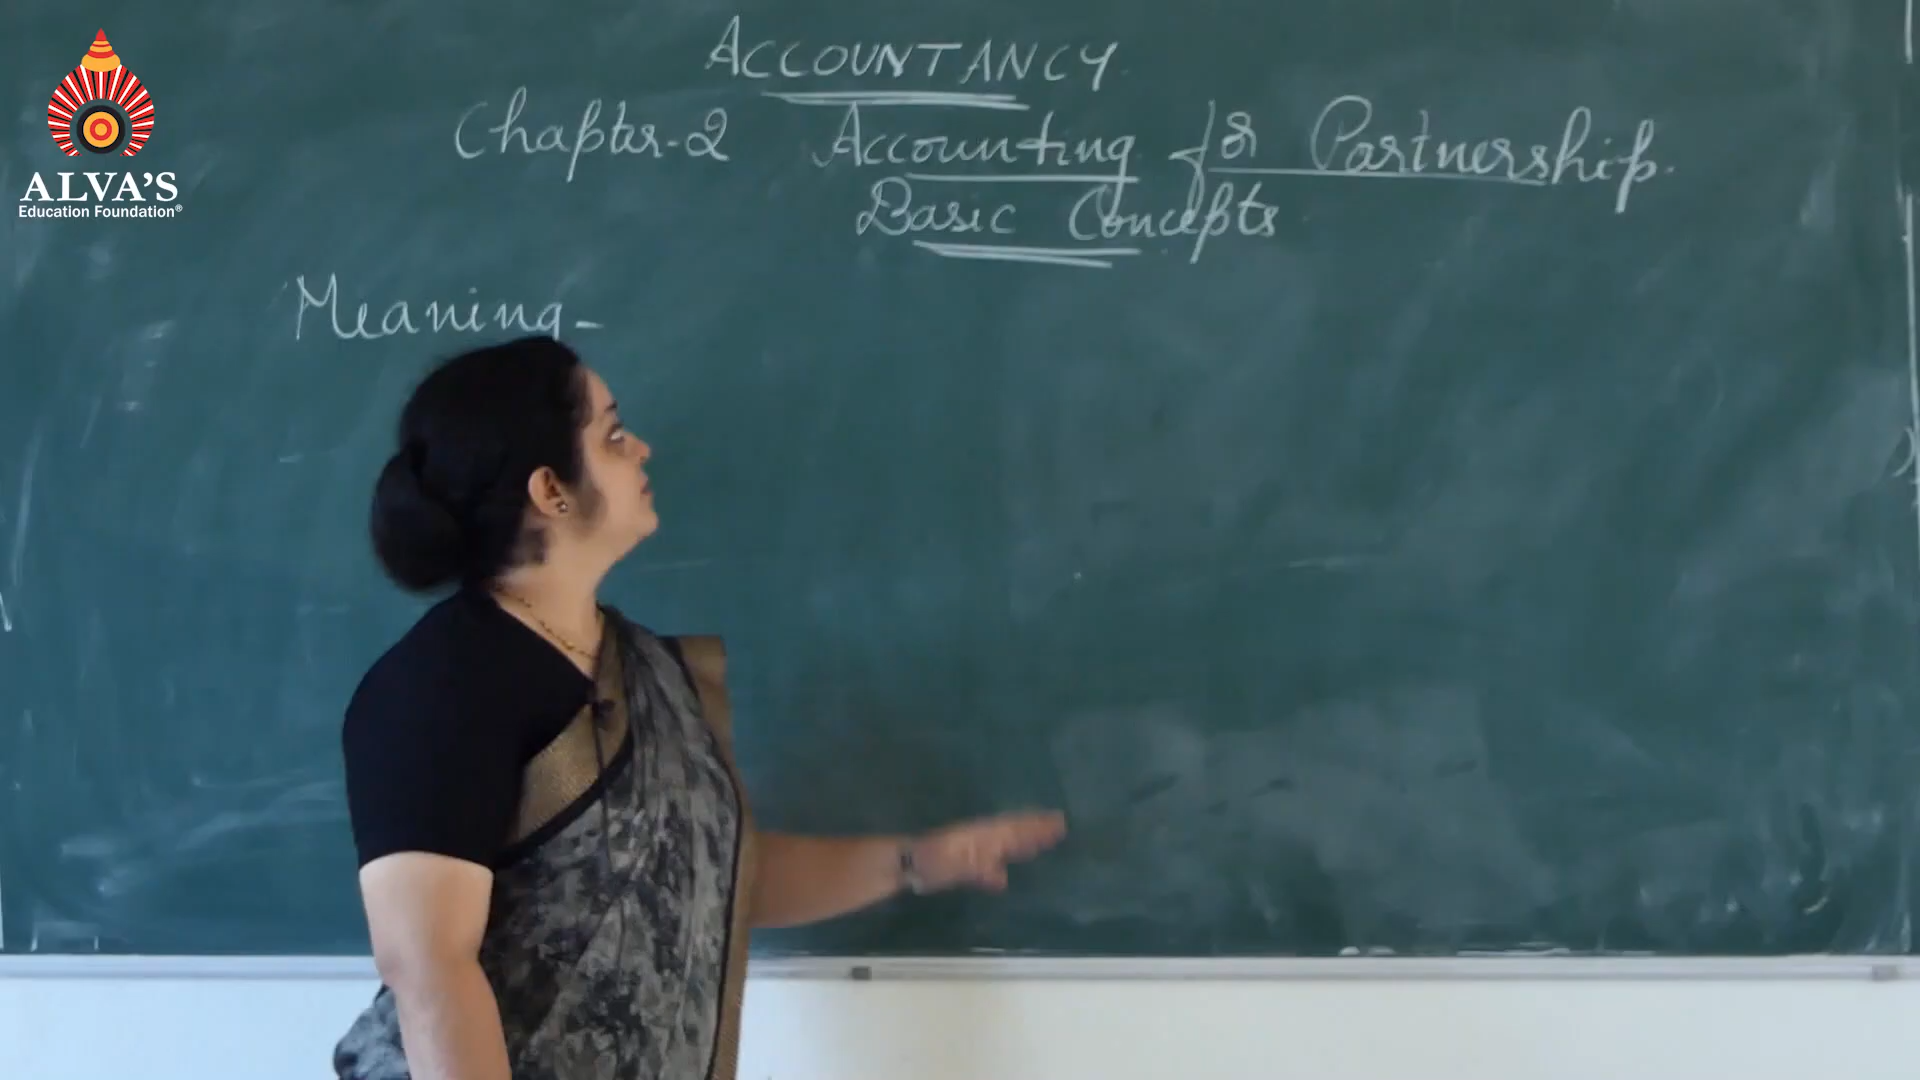 ALVA'S
Education Foundation®
ACCOUNTANCY
Chapter-2 Accounting for Partnership.
Basic Concepts
Meaning-